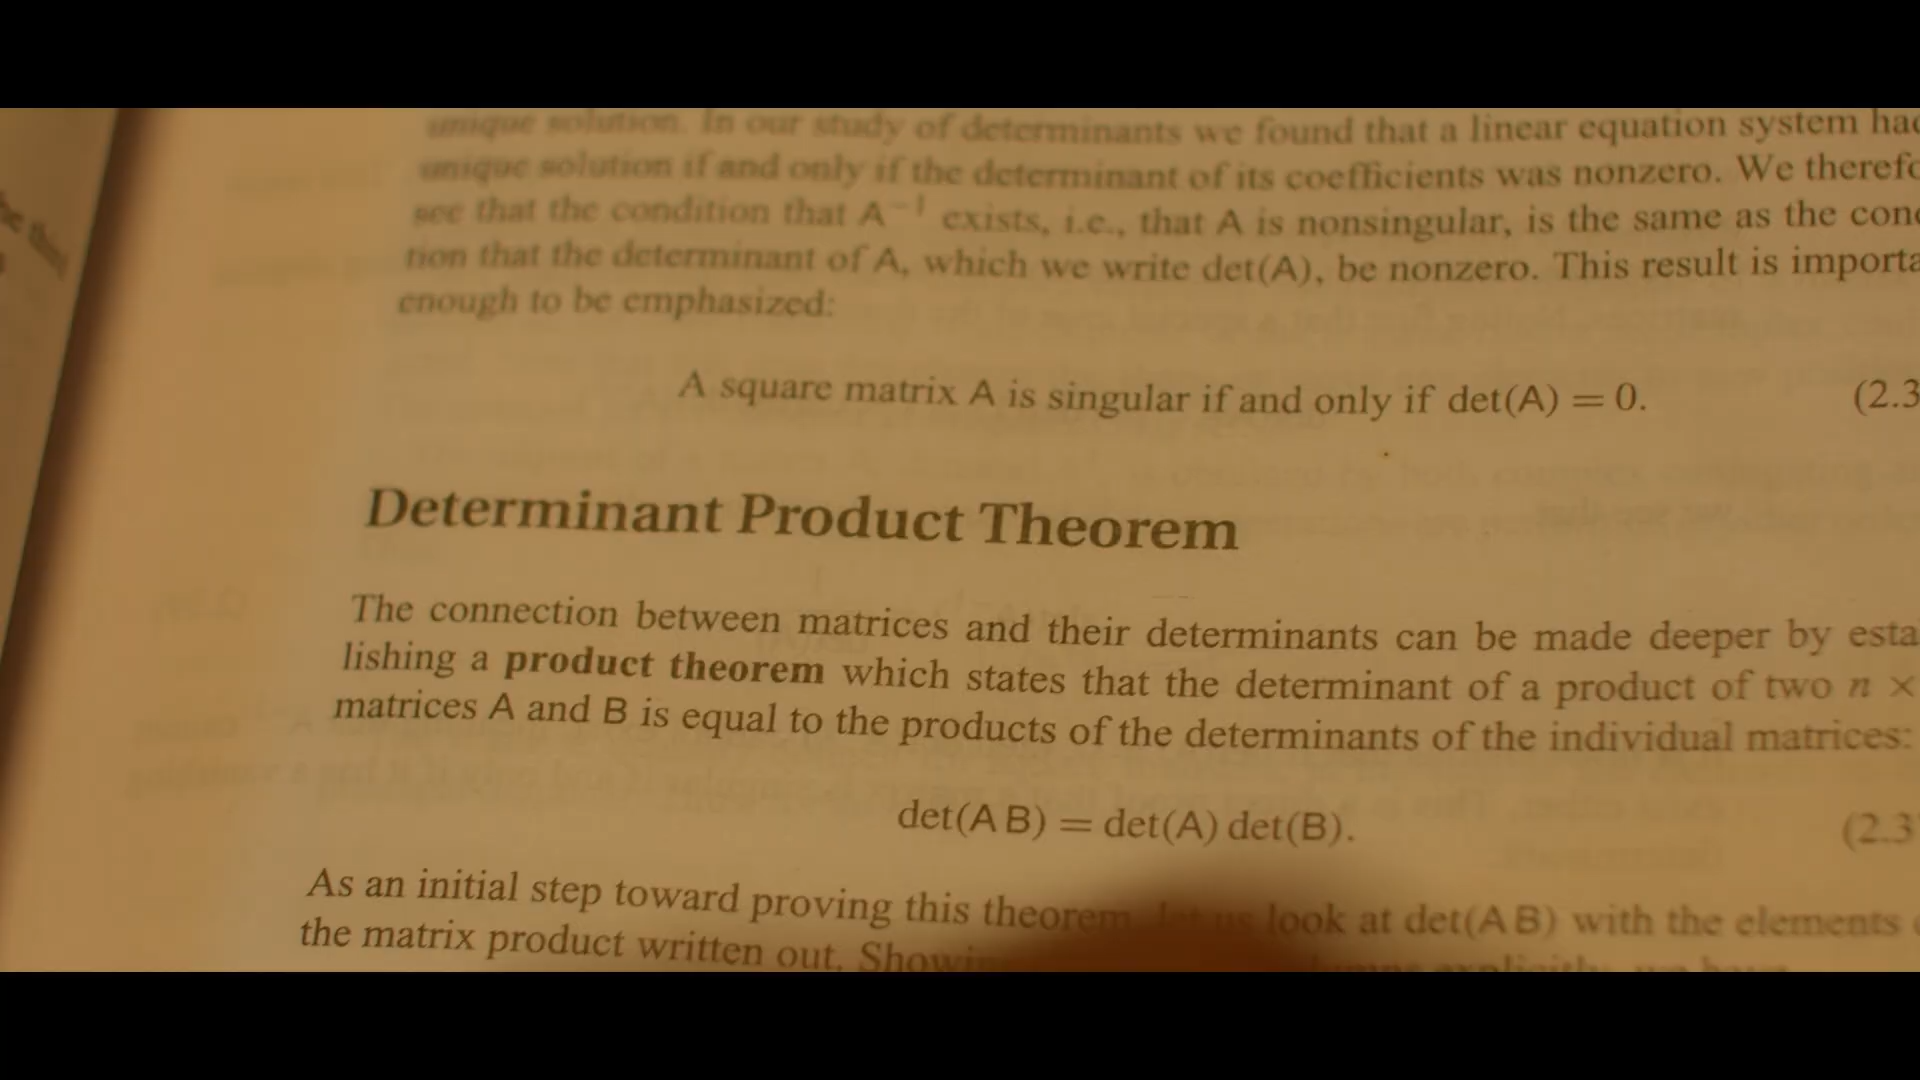 unique solution. In our study of determinants we found that a linear equation system had
unique solution if and only if the determinant of its coefficients was nonzero. We therefo
see that the condition that A⁻¹ exists, i.e., that A is nonsingular, is the same as the cond
tion that the determinant of A, which we write det(A), be nonzero. This result is importa
enough to be emphasized:
A square matrix A is singular if and only if det(A) = 0. (2.3
Determinant Product Theorem
The connection between matrices and their determinants can be made deeper by esta
lishing a product theorem which states that the determinant of a product of two n ×
matrices A and B is equal to the products of the determinants of the individual matrices:
det(A B) = det(A) det(B). (2.3
As an initial step toward proving this theorem, let us look at det(A B) with the elements
the matrix product written out. Showin explicitly, we have